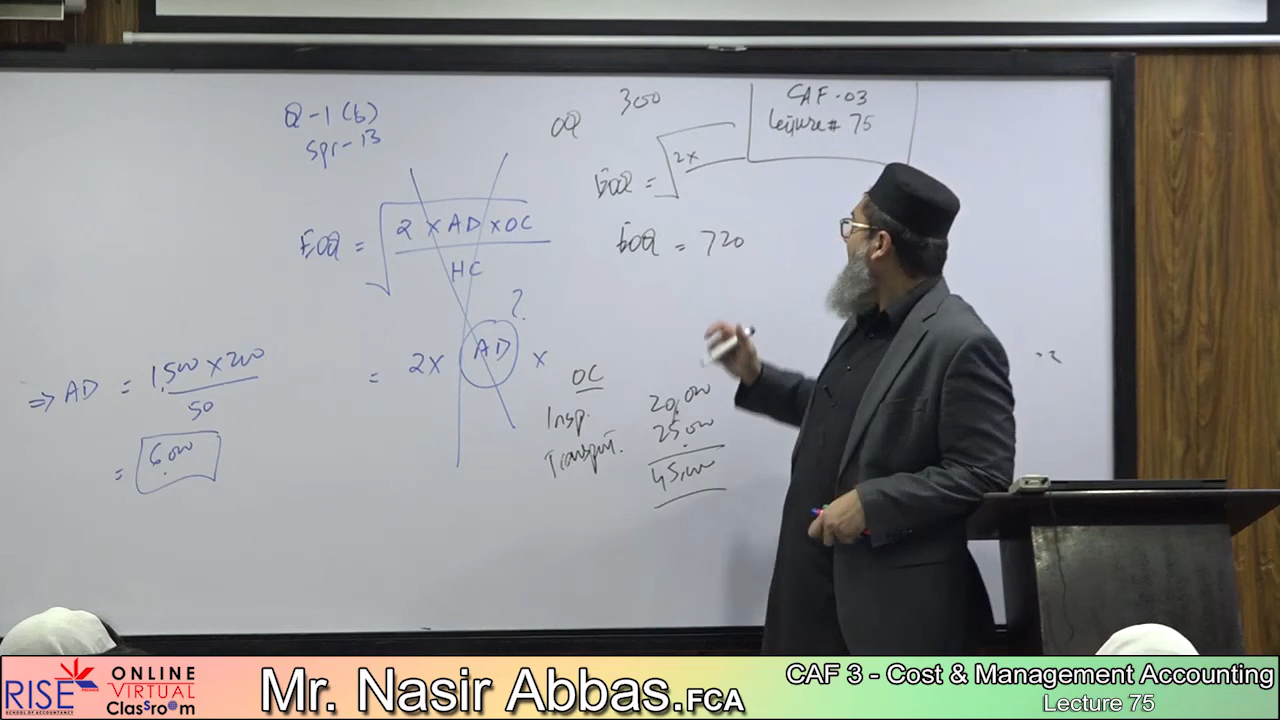 Q-1 (b)
Spr-13
OQ 300
CAF-03
Lecture # 75
EOQ = √ 2x
EOQ = √ 2 x AD x OC
HC
EOQ = 720
?
= 2x AD x
⇒ AD = 1,500 x 200
50
= 6,000
OC
Insp. 20,000
Transport. 25,000
45,000
RISE
PREMIER
SCHOOL OF ACCOUNTANCY
ONLINE
VIRTUAL
Classroom
Mr. Nasir Abbas.FCA
CAF 3 - Cost & Management Accounting
Lecture 75